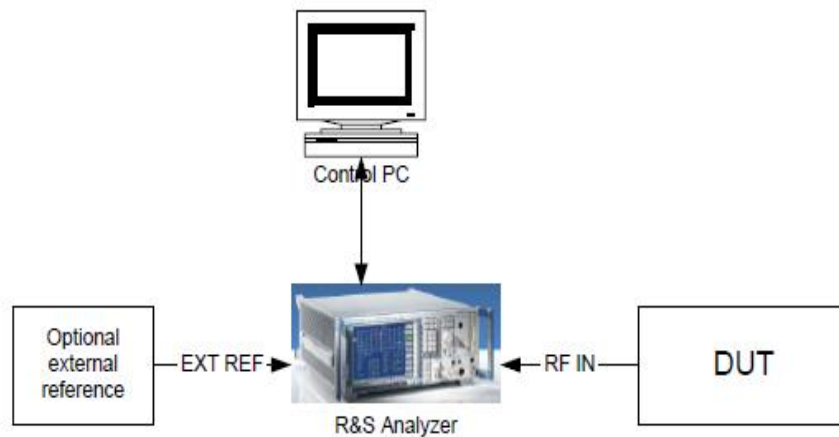 Control PC
Optional
external
reference
EXT REF
RF IN
DUT
R&S Analyzer